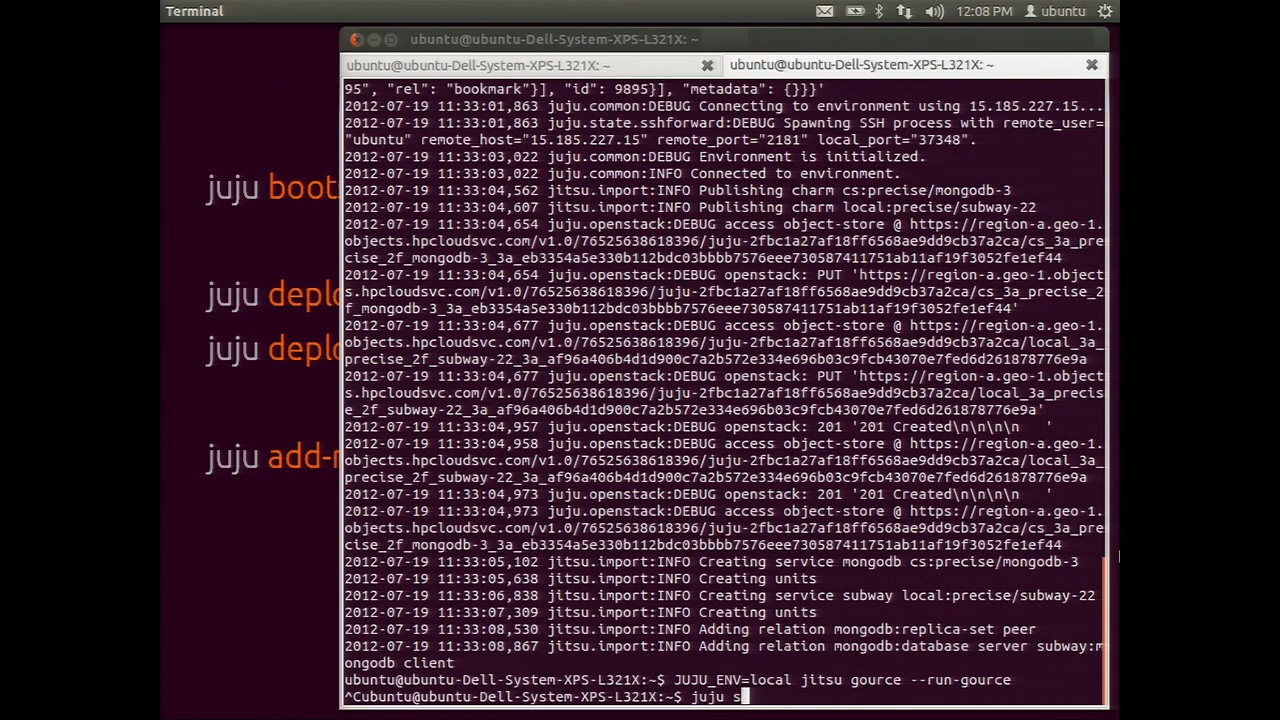 Terminal
12:08 PM ubuntu
ubuntu@ubuntu-Dell-System-XPS-L321X: ~
ubuntu@ubuntu-Dell-System-XPS-L321X: ~
ubuntu@ubuntu-Dell-System-XPS-L321X: ~
juju boots
juju deplo
juju deplo
juju add-r
95", "rel": "bookmark"}], "id": 9895}], "metadata": {}}}'
2012-07-19 11:33:01,863 juju.common:DEBUG Connecting to environment using 15.185.227.15...
2012-07-19 11:33:01,863 juju.state.sshforward:DEBUG Spawning SSH process with remote_user=
"ubuntu" remote_host="15.185.227.15" remote_port="2181" local_port="37348".
2012-07-19 11:33:03,022 juju.common:DEBUG Environment is initialized.
2012-07-19 11:33:03,022 juju.common:INFO Connected to environment.
2012-07-19 11:33:04,562 jitsu.import:INFO Publishing charm cs:precise/mongodb-3
2012-07-19 11:33:04,607 jitsu.import:INFO Publishing charm local:precise/subway-22
2012-07-19 11:33:04,654 juju.openstack:DEBUG access object-store @ https://region-a.geo-1.
objects.hpcloudsvc.com/v1.0/76525638618396/juju-2fbc1a27af18ff6568ae9dd9cb37a2ca/cs_3a_pre
cise_2f_mongodb-3_3a_eb3354a5e330b112bdc03bbbb7576eee730587411751ab11af19f3052fe1ef44
2012-07-19 11:33:04,654 juju.openstack:DEBUG openstack: PUT 'https://region-a.geo-1.object
s.hpcloudsvc.com/v1.0/76525638618396/juju-2fbc1a27af18ff6568ae9dd9cb37a2ca/cs_3a_precise_2
f_mongodb-3_3a_eb3354a5e330b112bdc03bbbb7576eee730587411751ab11af19f3052fe1ef44'
2012-07-19 11:33:04,677 juju.openstack:DEBUG access object-store @ https://region-a.geo-1.
objects.hpcloudsvc.com/v1.0/76525638618396/juju-2fbc1a27af18ff6568ae9dd9cb37a2ca/local_3a_
precise_2f_subway-22_3a_af96a406b4d1d900c7a2b572e334e696b03c9fcb43070e7fed6d261878776e9a
2012-07-19 11:33:04,677 juju.openstack:DEBUG openstack: PUT 'https://region-a.geo-1.object
s.hpcloudsvc.com/v1.0/76525638618396/juju-2fbc1a27af18ff6568ae9dd9cb37a2ca/local_3a_precis
e_2f_subway-22_3a_af96a406b4d1d900c7a2b572e334e696b03c9fcb43070e7fed6d261878776e9a'
2012-07-19 11:33:04,957 juju.openstack:DEBUG openstack: 201 '201 Created\n\n\n\n   '
2012-07-19 11:33:04,958 juju.openstack:DEBUG access object-store @ https://region-a.geo-1.
objects.hpcloudsvc.com/v1.0/76525638618396/juju-2fbc1a27af18ff6568ae9dd9cb37a2ca/local_3a_
precise_2f_subway-22_3a_af96a406b4d1d900c7a2b572e334e696b03c9fcb43070e7fed6d261878776e9a
2012-07-19 11:33:04,973 juju.openstack:DEBUG openstack: 201 '201 Created\n\n\n\n   '
2012-07-19 11:33:04,973 juju.openstack:DEBUG access object-store @ https://region-a.geo-1.
objects.hpcloudsvc.com/v1.0/76525638618396/juju-2fbc1a27af18ff6568ae9dd9cb37a2ca/cs_3a_pre
cise_2f_mongodb-3_3a_eb3354a5e330b112bdc03bbbb7576eee730587411751ab11af19f3052fe1ef44
2012-07-19 11:33:05,102 jitsu.import:INFO Creating service mongodb cs:precise/mongodb-3
2012-07-19 11:33:05,638 jitsu.import:INFO Creating units
2012-07-19 11:33:06,838 jitsu.import:INFO Creating service subway local:precise/subway-22
2012-07-19 11:33:07,309 jitsu.import:INFO Creating units
2012-07-19 11:33:08,530 jitsu.import:INFO Adding relation mongodb:replica-set peer
2012-07-19 11:33:08,867 jitsu.import:INFO Adding relation mongodb:database server subway:m
ongodb client
ubuntu@ubuntu-Dell-System-XPS-L321X:~$ JUJU_ENV=local jitsu gource --run-gource
^Cubuntu@ubuntu-Dell-System-XPS-L321X:~$ juju s